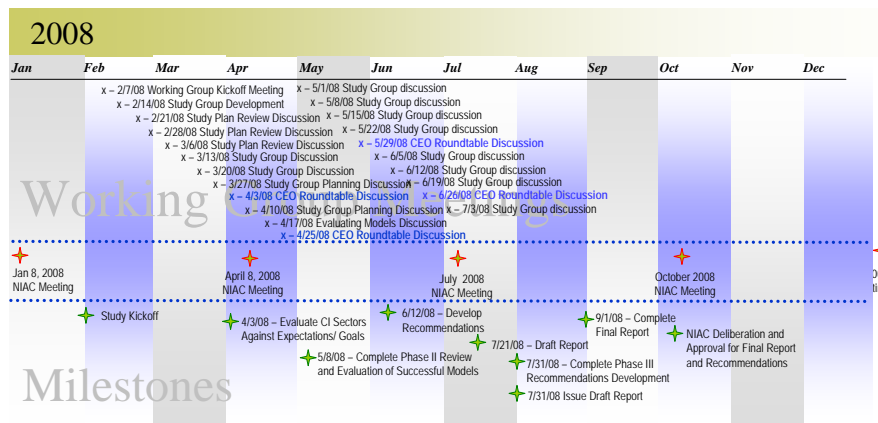 2008
Jan Feb Mar Apr May Jun Jul Aug Sep Oct Nov Dec
Working Group Meetings
x – 2/7/08 Working Group Kickoff Meeting
x – 2/14/08 Study Group Development
x – 2/21/08 Study Plan Review Discussion
x – 2/28/08 Study Plan Review Discussion
x – 3/6/08 Study Plan Review Discussion
x – 3/13/08 Study Group Discussion
x – 3/20/08 Study Group Discussion
x – 3/27/08 Study Group Planning Discussion
x – 4/3/08 CEO Roundtable Discussion
x – 4/10/08 Study Group Planning Discussion
x – 4/17/08 Evaluating Models Discussion
x – 4/25/08 CEO Roundtable Discussion
x – 5/1/08 Study Group discussion
x – 5/8/08 Study Group discussion
x – 5/15/08 Study Group discussion
x – 5/22/08 Study Group discussion
x – 5/29/08 CEO Roundtable Discussion
x – 6/5/08 Study Group discussion
x – 6/12/08 Study Group discussion
x – 6/19/08 Study Group discussion
x – 6/26/08 CEO Roundtable Discussion
x – 7/3/08 Study Group discussion
Jan 8, 2008
NIAC Meeting
April 8, 2008
NIAC Meeting
July 2008
NIAC Meeting
October 2008
NIAC Meeting
Study Kickoff
4/3/08 – Evaluate CI Sectors
Against Expectations/ Goals
5/8/08 – Complete Phase II Review
and Evaluation of Successful Models
6/12/08 – Develop
Recommendations
7/21/08 – Draft Report
7/31/08 – Complete Phase III
Recommendations Development
7/31/08 Issue Draft Report
9/1/08 – Complete
Final Report
NIAC Deliberation and
Approval for Final Report
and Recommendations
Milestones